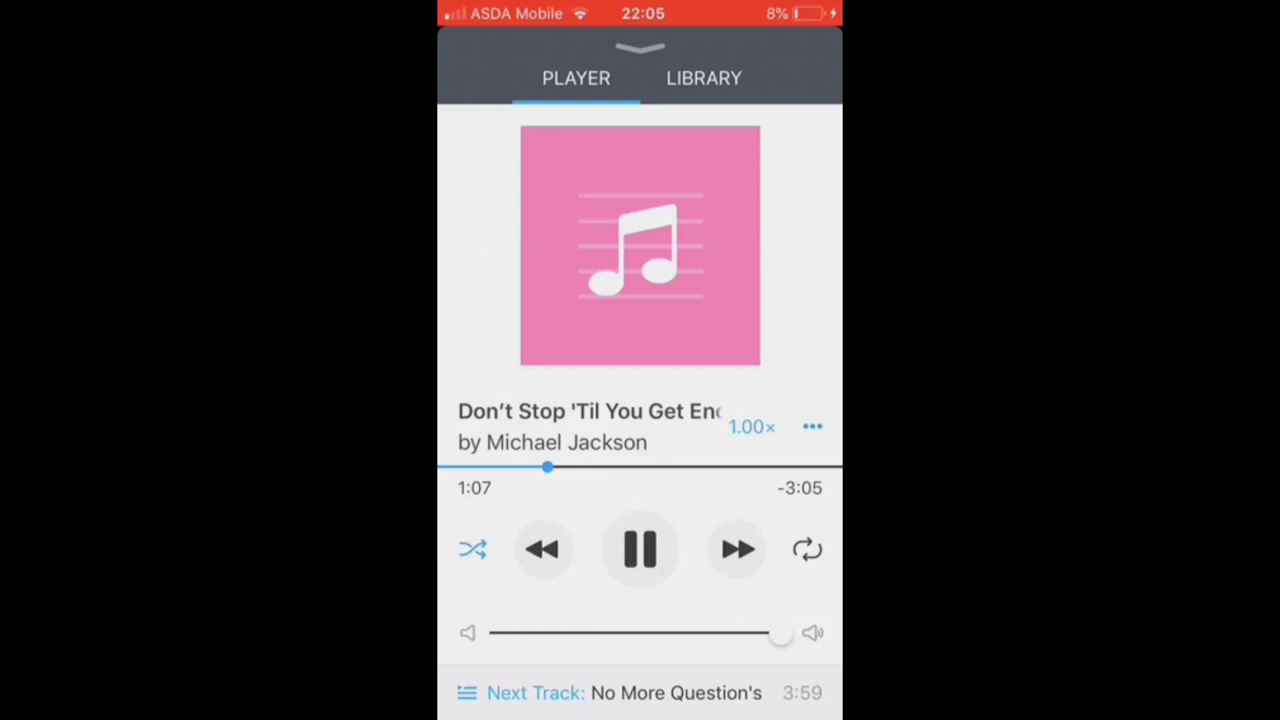 ASDA Mobile 22:05 8%
PLAYER LIBRARY
Don’t Stop 'Til You Get En
1.00×
by Michael Jackson
1:07 -3:05
Next Track: No More Question's 3:59